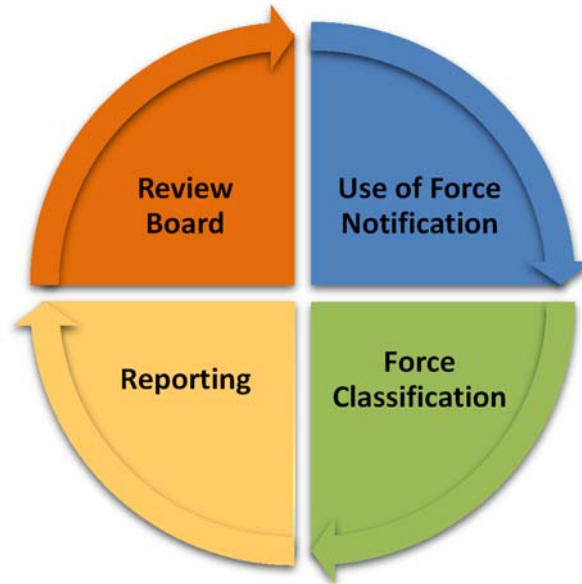 Review
Board
Use of Force
Notification
Reporting
Force
Classification